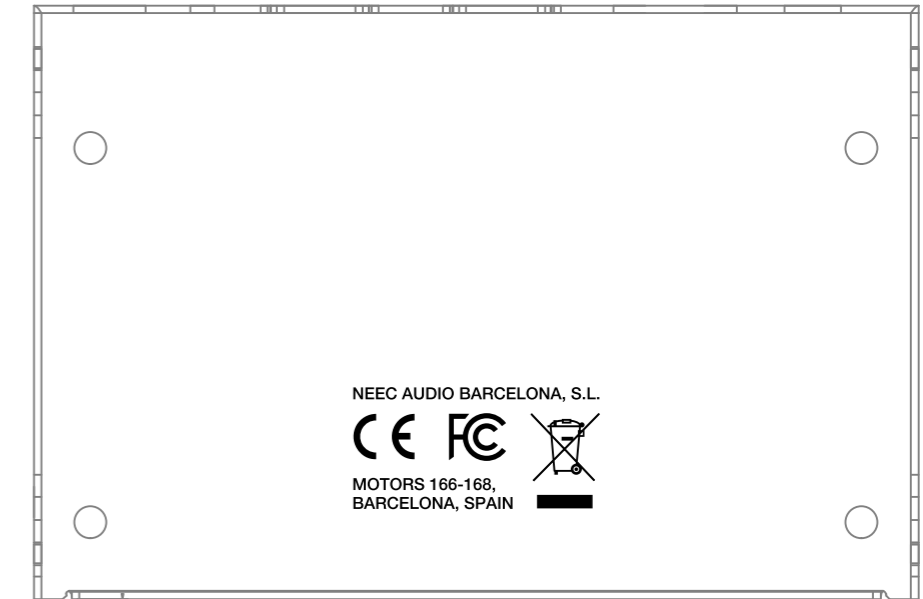 NEEC AUDIO BARCELONA, S.L.
CE FC
MOTORS 166-168,
BARCELONA, SPAIN